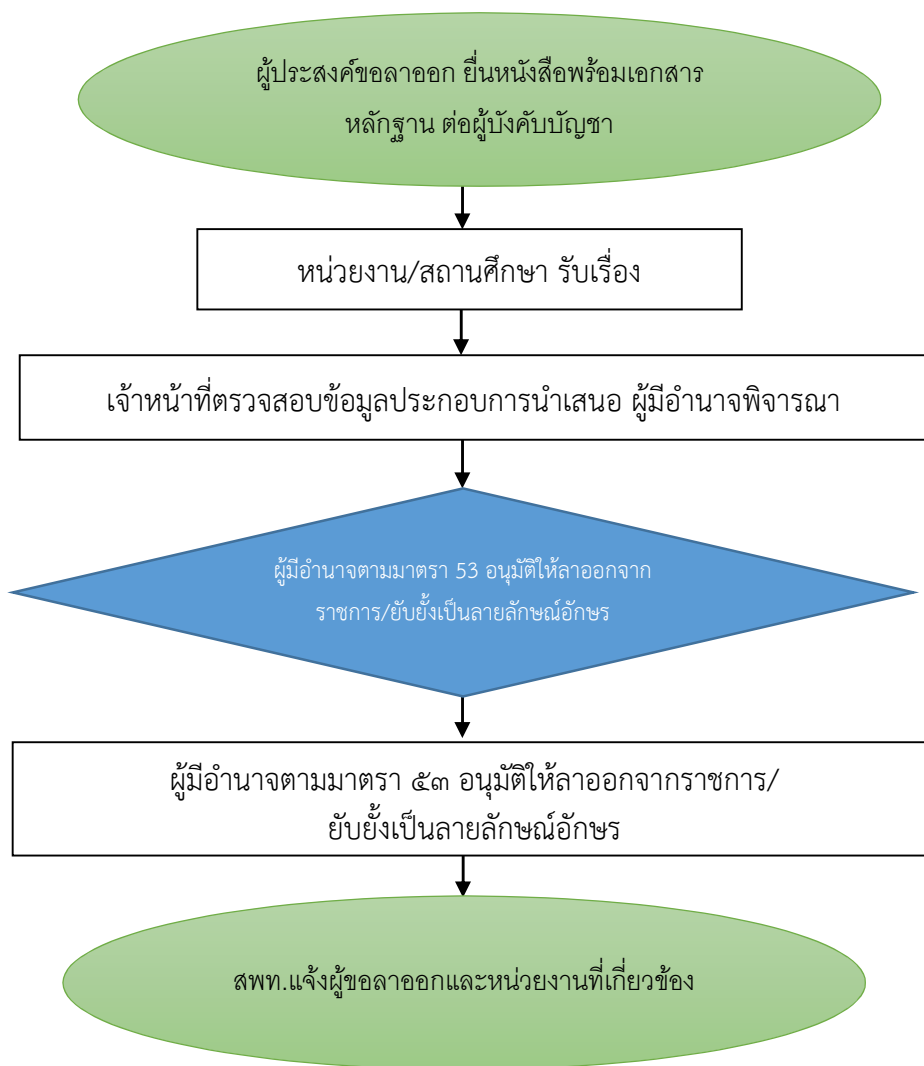 ผู้ประสงค์ขอลาออก ยื่นหนังสือพร้อมเอกสาร
หลักฐาน ต่อผู้บังคับบัญชา
หน่วยงาน/สถานศึกษา รับเรื่อง
เจ้าหน้าที่ตรวจสอบข้อมูลประกอบการนำเสนอ ผู้มีอำนาจพิจารณา
ผู้มีอำนาจตามมาตรา 53 อนุมัติให้ลาออกจาก
ราชการ/ยับยั้งเป็นลายลักษณ์อักษร
ผู้มีอำนาจตามมาตรา ๕๓ อนุมัติให้ลาออกจากราชการ/
ยับยั้งเป็นลายลักษณ์อักษร
สพท.แจ้งผู้ขอลาออกและหน่วยงานที่เกี่ยวข้อง